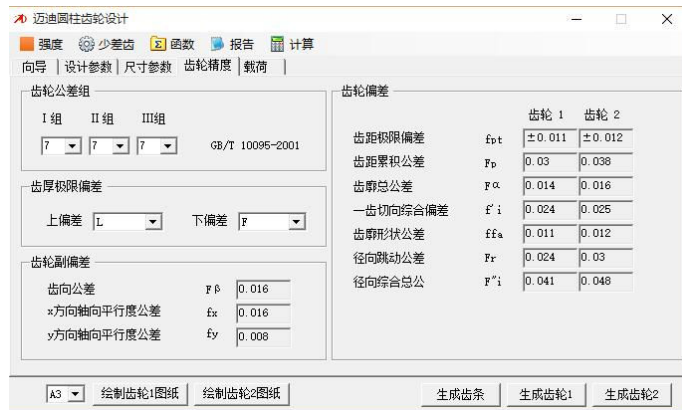 迈迪圆柱齿轮设计
强度 少差齿 函数 报告 计算
向导 设计参数 尺寸参数 齿轮精度 载荷
齿轮公差组
I 组 II 组 III组
7 7 7 GB/T 10095-2001
齿厚极限偏差
上偏差 L 下偏差 F
齿轮副偏差
齿向公差 Fβ 0.016
x方向轴向平行度公差 fx 0.016
y方向轴向平行度公差 fy 0.008
齿轮偏差
齿轮 1 齿轮 2
齿距极限偏差 fpt ±0.011 ±0.012
齿距累积公差 Fp 0.03 0.038
齿廓总公差 Fα 0.014 0.016
一齿切向综合偏差 f'i 0.024 0.025
齿廓形状公差 ffa 0.011 0.012
径向跳动公差 Fr 0.024 0.03
径向综合总公 F"i 0.041 0.048
A3 绘制齿轮1图纸 绘制齿轮2图纸 生成齿条 生成齿轮1 生成齿轮2